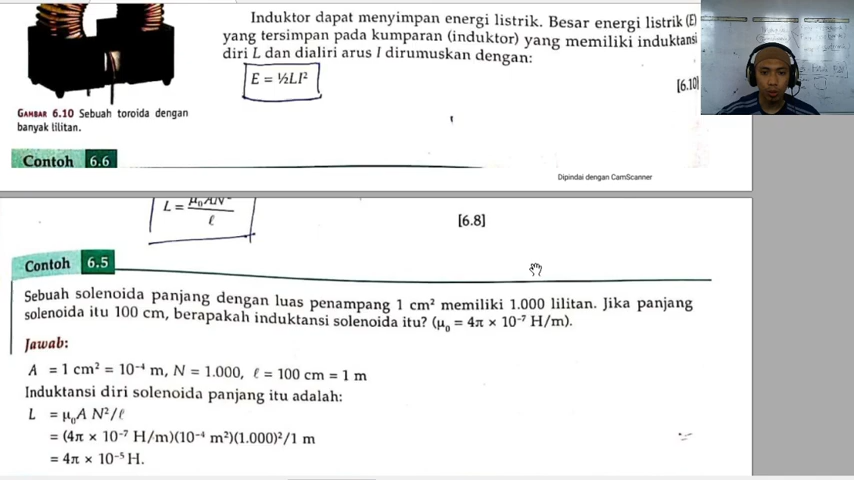 Induktor dapat menyimpan energi listrik. Besar energi listrik (E)
yang tersimpan pada kumparan (induktor) yang memiliki induktansi
diri L dan dialiri arus I dirumuskan dengan:
E = ½LI²
[6.10]
GAMBAR 6.10 Sebuah toroida dengan
banyak lilitan.
Contoh 6.6
Dipindai dengan CamScanner
L = μ₀AN²/ℓ
[6.8]
Contoh 6.5
Sebuah solenoida panjang dengan luas penampang 1 cm² memiliki 1.000 lilitan. Jika panjang
solenoida itu 100 cm, berapakah induktansi solenoida itu? (μ₀ = 4π × 10⁻⁷ H/m).
Jawab:
A = 1 cm² = 10⁻⁴ m, N = 1.000, ℓ = 100 cm = 1 m
Induktansi diri solenoida panjang itu adalah:
L = μ₀A N²/ℓ
= (4π × 10⁻⁷ H/m)(10⁻⁴ m²)(1.000)²/1 m
= 4π × 10⁻⁵ H.